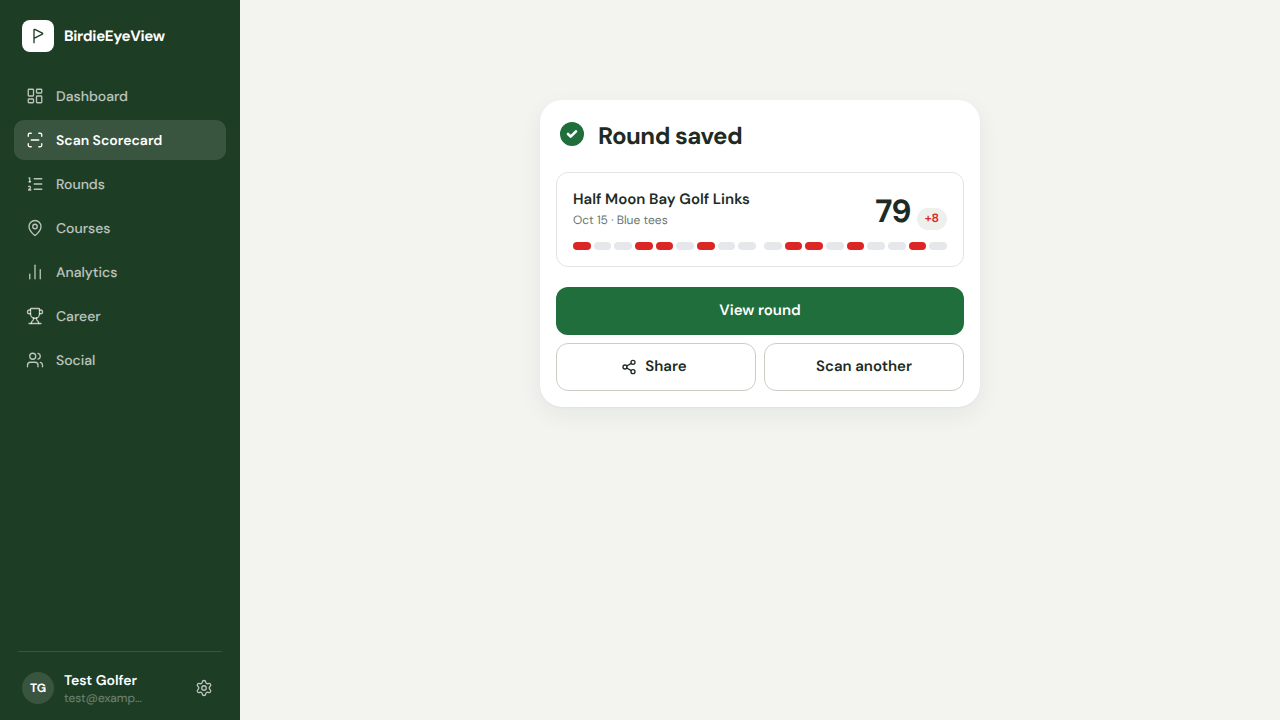 BirdieEyeView
Dashboard
Scan Scorecard
Rounds
Courses
Analytics
Career
Social
TG
Test Golfer
test@examp...
Round saved
Half Moon Bay Golf Links
Oct 15 · Blue tees
79
+8
View round
Share
Scan another